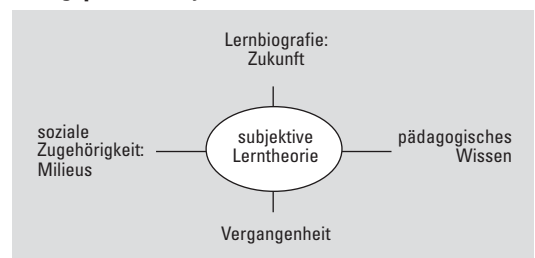 Lernbiografie:
Zukunft
soziale
Zugehörigkeit:
Milieus
subjektive
Lerntheorie
pädagogisches
Wissen
Vergangenheit